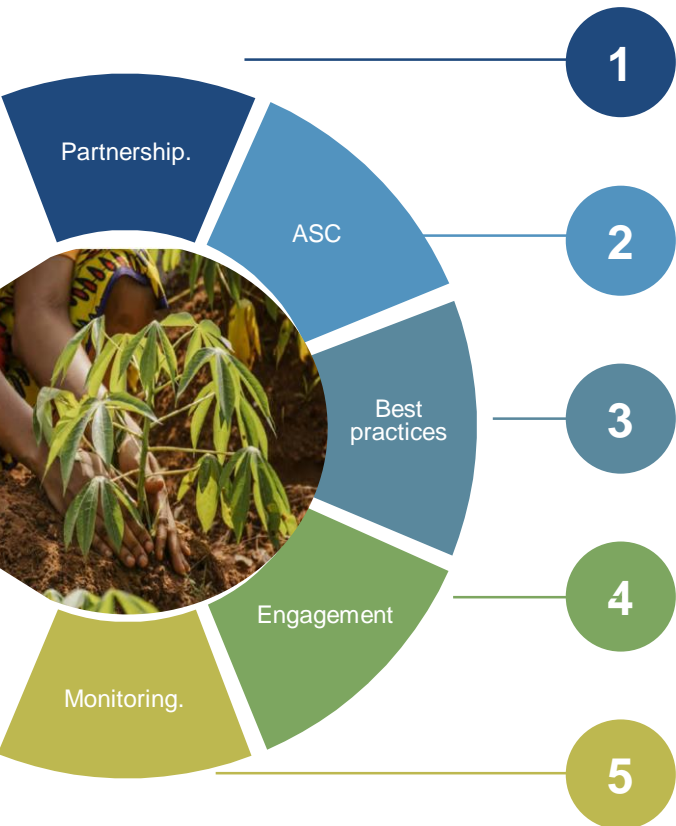 1
Partnership.
ASC
2
Best
practices
3
Engagement
4
Monitoring.
5